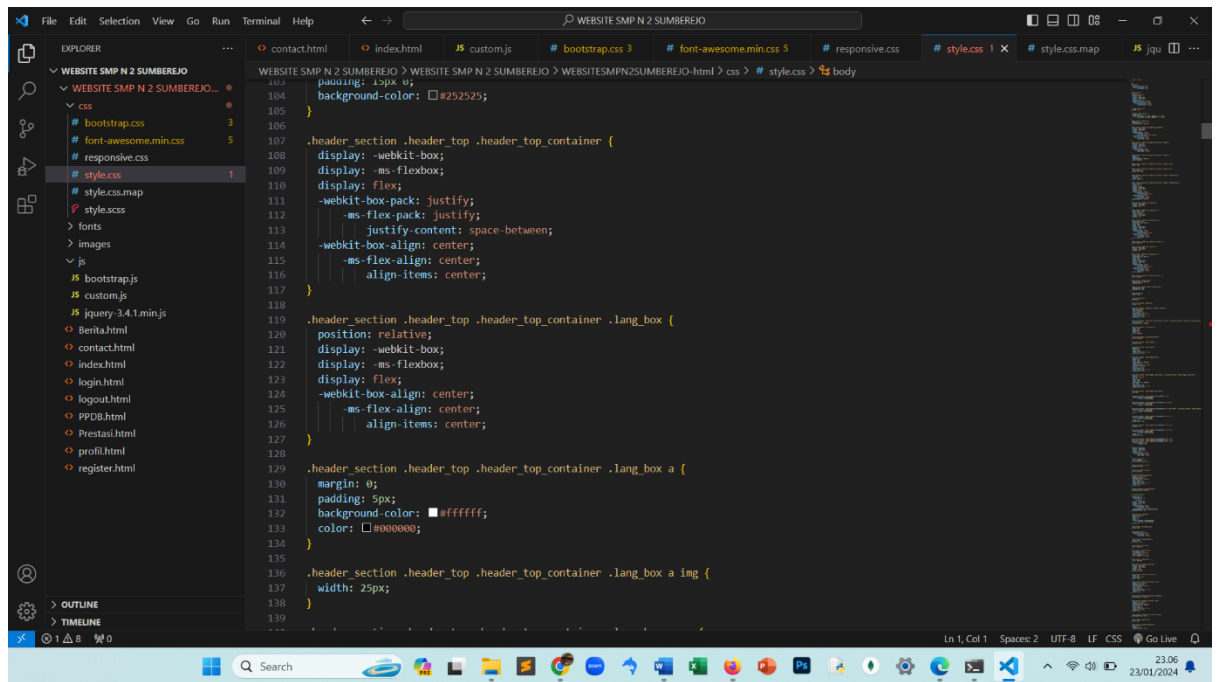 File Edit Selection View Go Run Terminal Help
WEBSITE SMP N 2 SUMBEREJO
EXPLORER
contact.html index.html JS custom.js # bootstrap.css 3 # font-awesome.min.css 5 # responsive.css # style.css 1 # style.css.map JS jqu
WEBSITE SMP N 2 SUMBEREJO
WEBSITE SMP N 2 SUMBEREJO...
css
# bootstrap.css 3
# font-awesome.min.css 5
# responsive.css
# style.css 1
# style.css.map
style.scss
> fonts
> images
js
JS bootstrap.js
JS custom.js
JS jquery-3.4.1.min.js
Berita.html
contact.html
index.html
login.html
logout.html
PPDB.html
Prestasi.html
profil.html
register.html
> OUTLINE
> TIMELINE
WEBSITE SMP N 2 SUMBEREJO > WEBSITE SMP N 2 SUMBEREJO > WEBSITESMPN2SUMBEREJO-html > css > # style.css > body
103 padding: 15px 0;
104 background-color: #252525;
105 }
106
107 .header_section .header_top .header_top_container {
108 display: -webkit-box;
109 display: -ms-flexbox;
110 display: flex;
111 -webkit-box-pack: justify;
112 -ms-flex-pack: justify;
113 justify-content: space-between;
114 -webkit-box-align: center;
115 -ms-flex-align: center;
116 align-items: center;
117 }
118
119 .header_section .header_top .header_top_container .lang_box {
120 position: relative;
121 display: -webkit-box;
122 display: -ms-flexbox;
123 display: flex;
124 -webkit-box-align: center;
125 -ms-flex-align: center;
126 align-items: center;
127 }
128
129 .header_section .header_top .header_top_container .lang_box a {
130 margin: 0;
131 padding: 5px;
132 background-color: #ffffff;
133 color: #000000;
134 }
135
136 .header_section .header_top .header_top_container .lang_box a img {
137 width: 25px;
138 }
139
1 8 0
Ln 1, Col 1 Spaces: 2 UTF-8 LF CSS Go Live
Search
23.06
23/01/2024